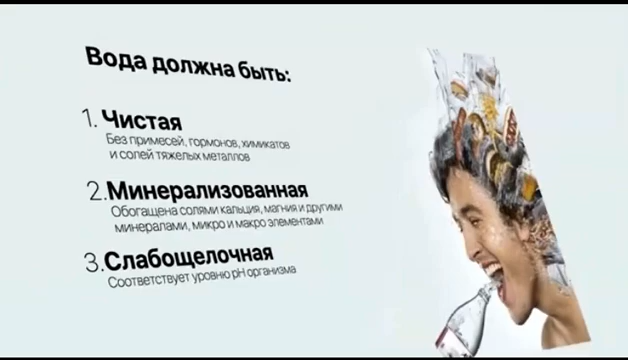 Вода должна быть:
1. Чистая
Без примесей, гормонов, химикатов
и солей тяжелых металлов
2. Минерализованная
Обогащена солями кальция, магния и другими
минералами, микро и макро элементами
3. Слабощелочная
Соответствует уровню pH организма